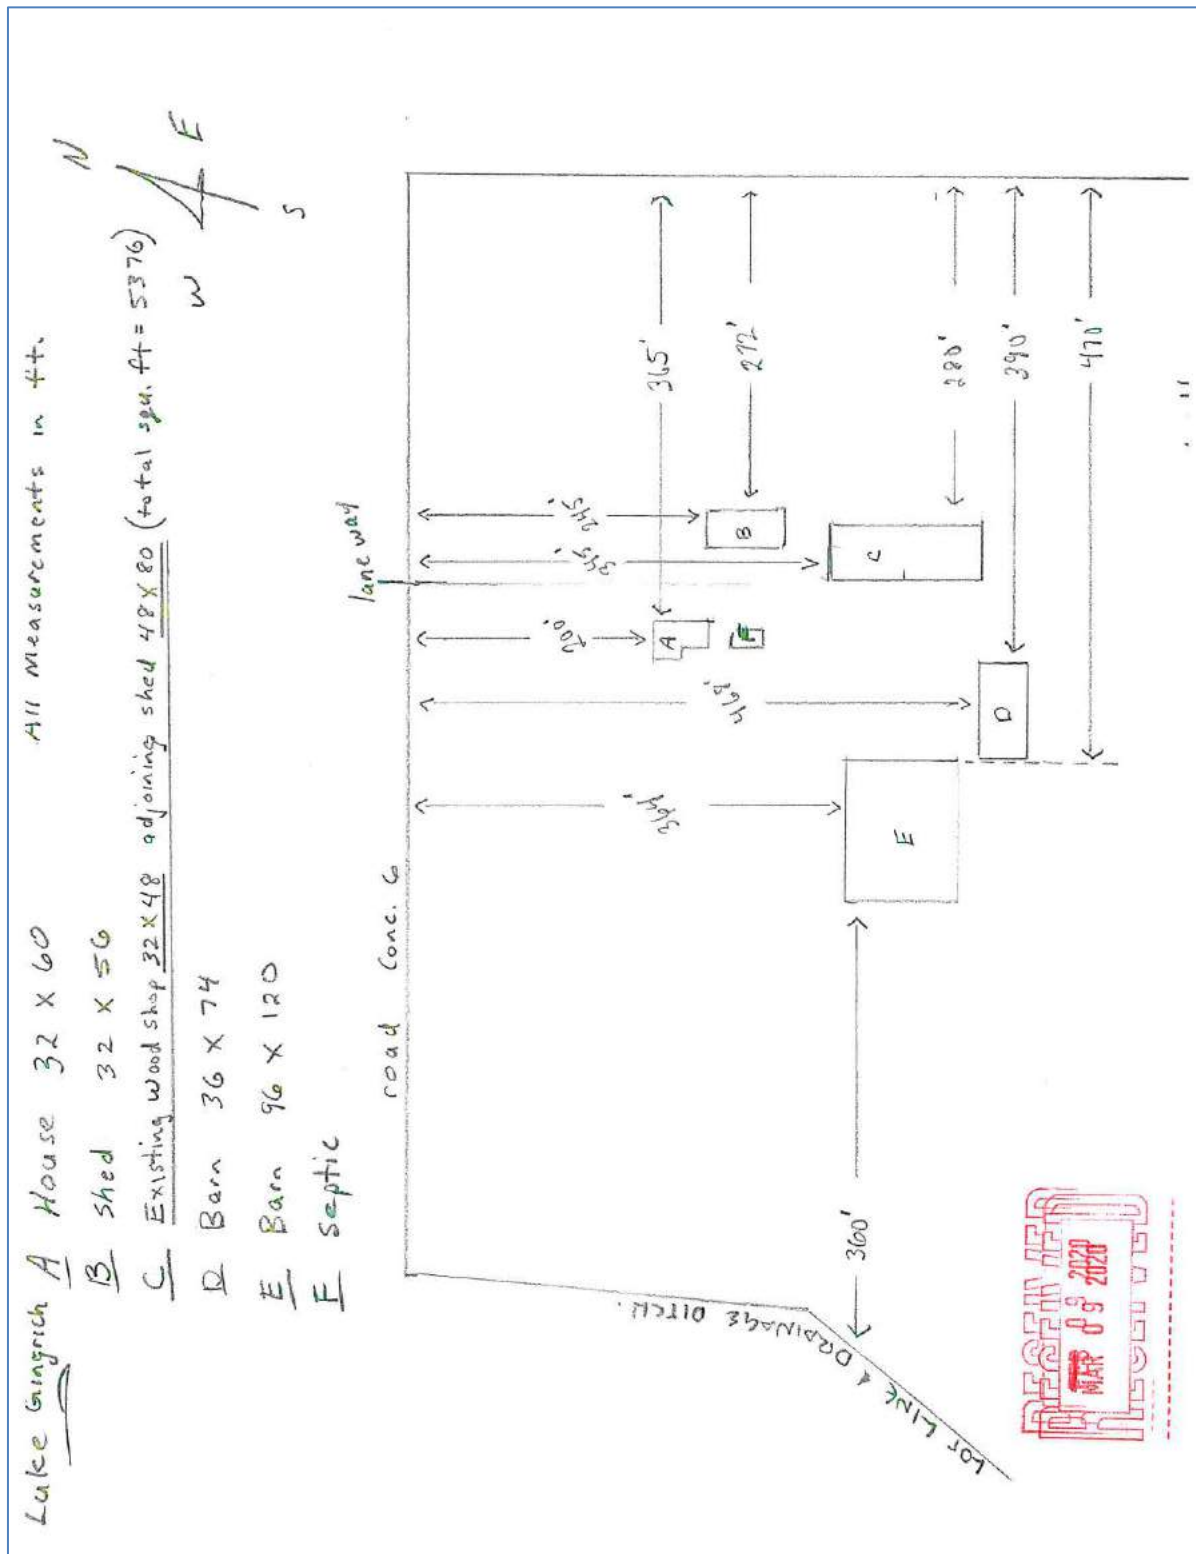 Luke Gingrich
All Measurements in ft.
A House 32 x 60
B Shed 32 x 56
C Existing wood shop 32 x 48 adjoining shed 48 x 80 (total squ. ft = 5376)
D Barn 36 x 74
E Barn 96 x 120
F Septic
N
W
E
S
road Conc. 6
lane way
200'
345'
245'
365'
A
B
272'
F
364'
468'
C
280'
E
D
390'
470'
360'
LOT LINE & DRAINAGE DITCH.
RECEIVED
MAR 09 2020